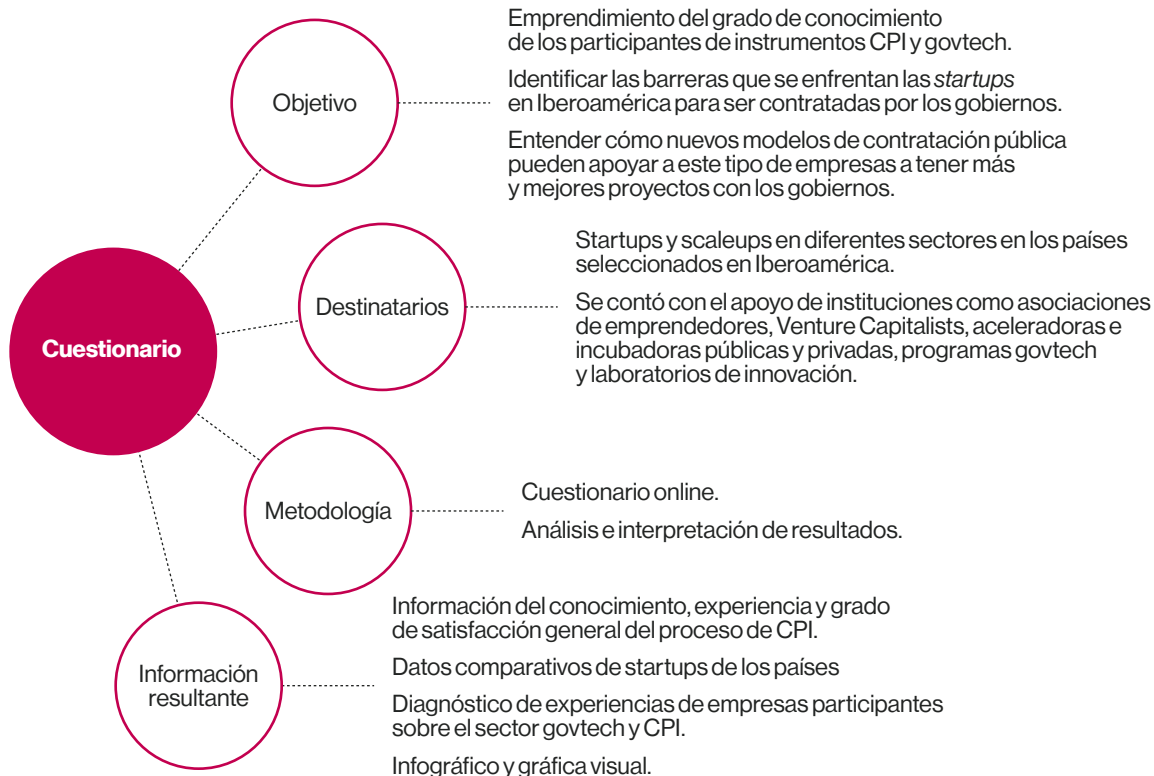 Cuestionario
Objetivo
Emprendimiento del grado de conocimiento
de los participantes de instrumentos CPI y govtech.
Identificar las barreras que se enfrentan las startups
en Iberoamérica para ser contratadas por los gobiernos.
Entender cómo nuevos modelos de contratación pública
pueden apoyar a este tipo de empresas a tener más
y mejores proyectos con los gobiernos.
Destinatarios
Startups y scaleups en diferentes sectores en los países
seleccionados en Iberoamérica.
Se contó con el apoyo de instituciones como asociaciones
de emprendedores, Venture Capitalists, aceleradoras e
incubadoras públicas y privadas, programas govtech
y laboratorios de innovación.
Metodología
Cuestionario online.
Análisis e interpretación de resultados.
Información
resultante
Información del conocimiento, experiencia y grado
de satisfacción general del proceso de CPI.
Datos comparativos de startups de los países
Diagnóstico de experiencias de empresas participantes
sobre el sector govtech y CPI.
Infográfico y gráfica visual.